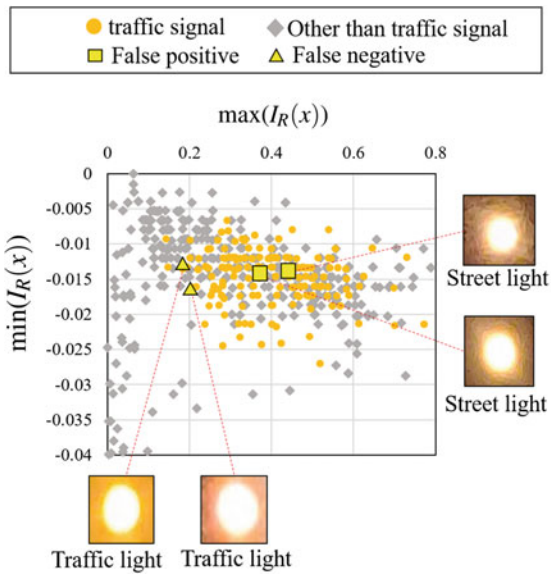 traffic signal Other than traffic signal
False positive False negative
max(I_R(x))
0 0.2 0.4 0.6 0.8
0
-0.005
-0.01
-0.015
-0.02
-0.025
-0.03
-0.035
-0.04
min(I_R(x))
Street light
Street light
Traffic light Traffic light